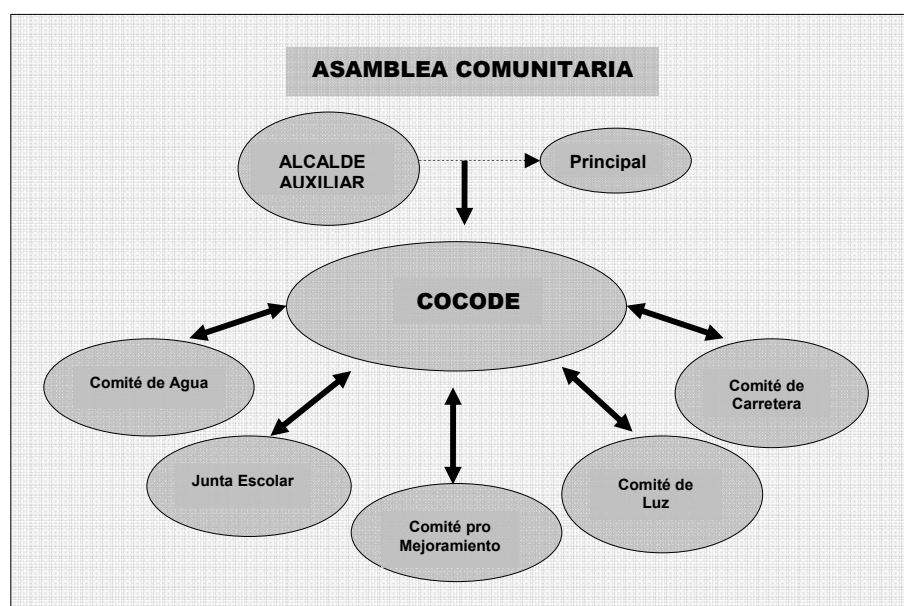 ASAMBLEA COMUNITARIA
ALCALDE
AUXILIAR
Principal
COCODE
Comité de Agua
Comité de
Carretera
Junta Escolar
Comité de
Luz
Comité pro
Mejoramiento